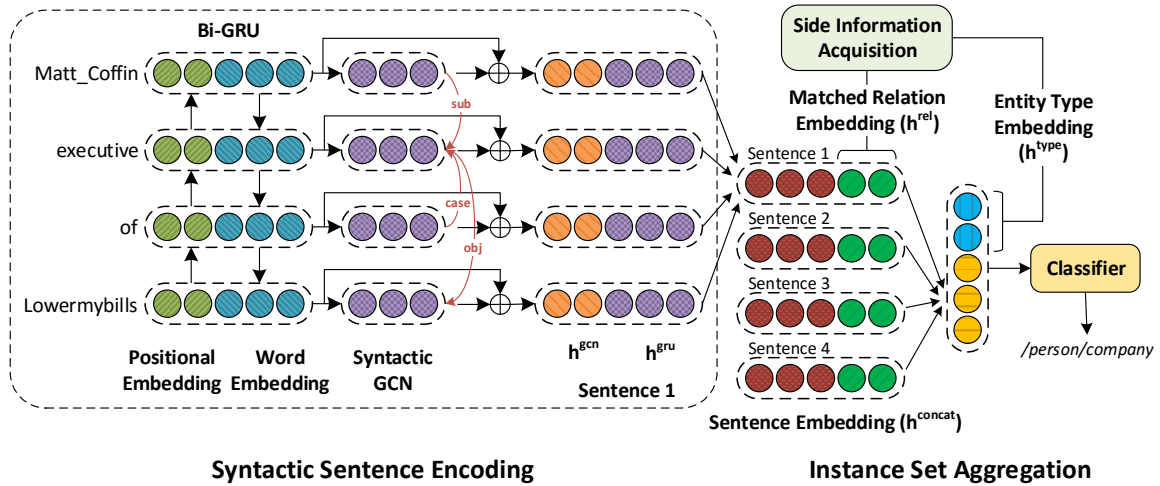 Bi-GRU
Matt_Coffin
executive
of
Lowermybills
sub
case
obj
Positional
Embedding
Word
Embedding
Syntactic
GCN
h^gcn
h^gru
Sentence 1
Side Information
Acquisition
Matched Relation
Embedding (h^rel)
Entity Type
Embedding
(h^type)
Sentence 1
Sentence 2
Sentence 3
Sentence 4
Sentence Embedding (h^concat)
Classifier
/person/company
Syntactic Sentence Encoding
Instance Set Aggregation